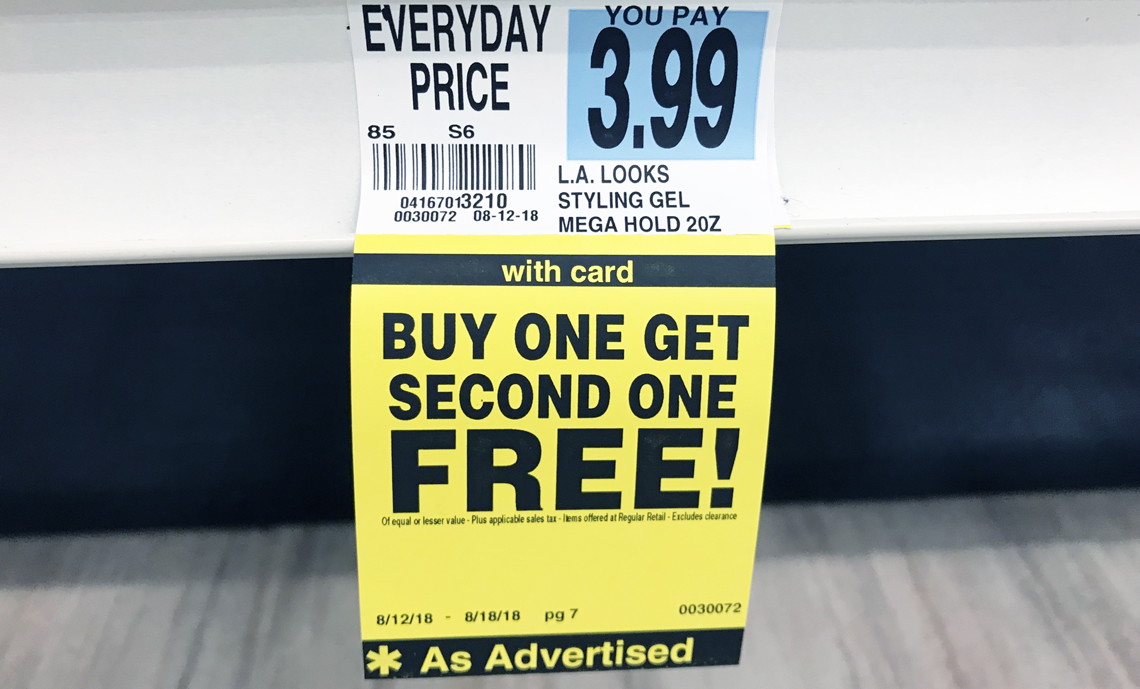 EVERYDAY
PRICE
YOU PAY
3.99
85 S6
04167013210
0030072 08-12-18
L.A. LOOKS
STYLING GEL
MEGA HOLD 20Z
with card
BUY ONE GET
SECOND ONE
FREE!
Of equal or lesser value - Plus applicable sales tax - Items offered at Regular Retail - Excludes clearance
8/12/18 - 8/18/18 pg 7 0030072
* As Advertised